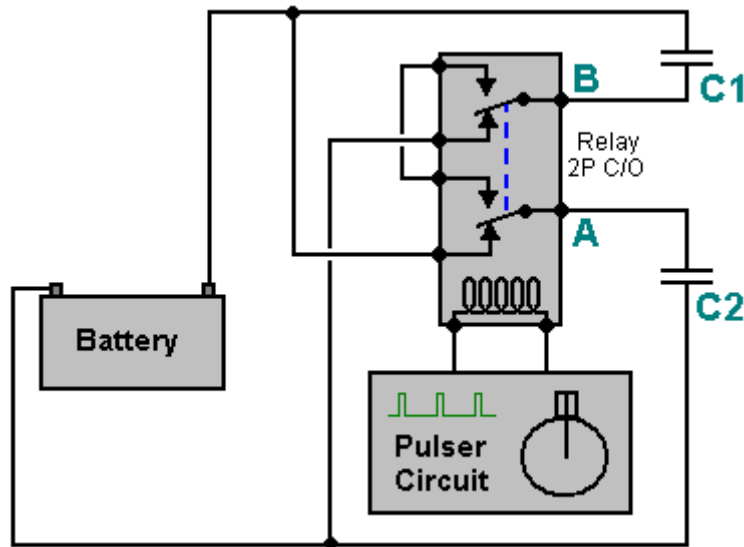 B
C1
Relay
2P C/O
A
C2
Battery
Pulser
Circuit